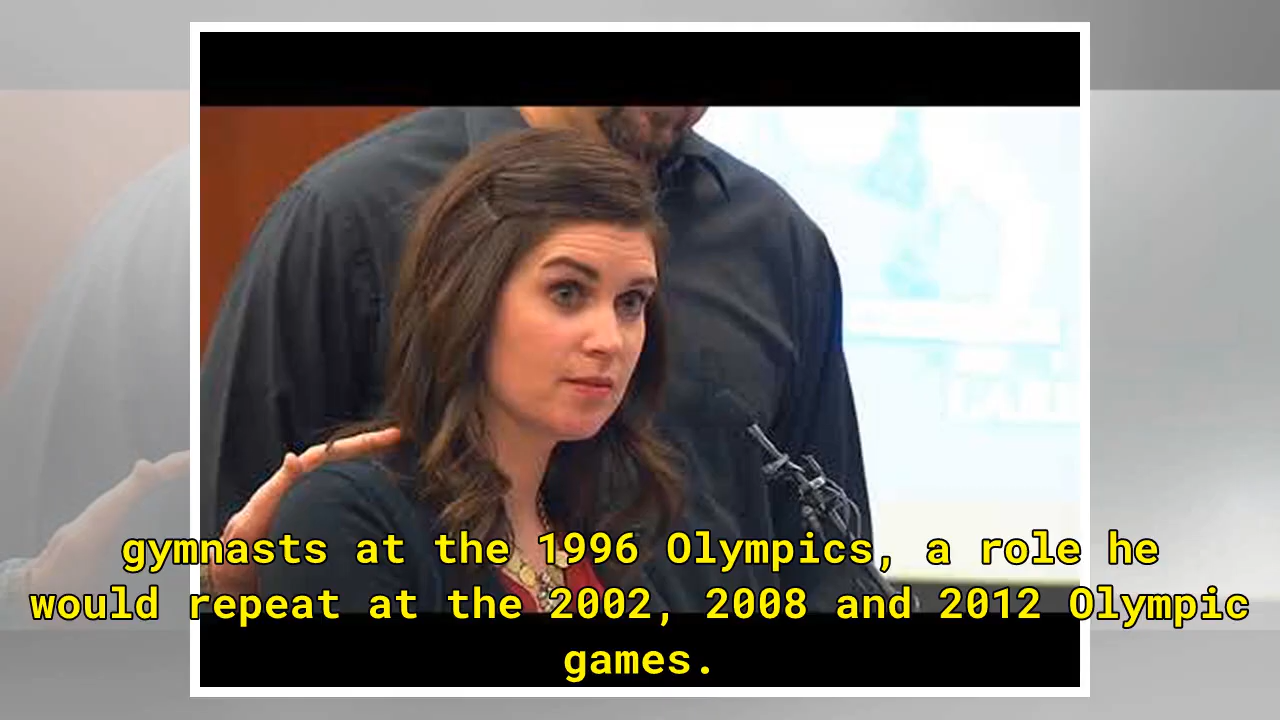 gymnasts at the 1996 Olympics, a role he
would repeat at the 2002, 2008 and 2012 Olympic
games.